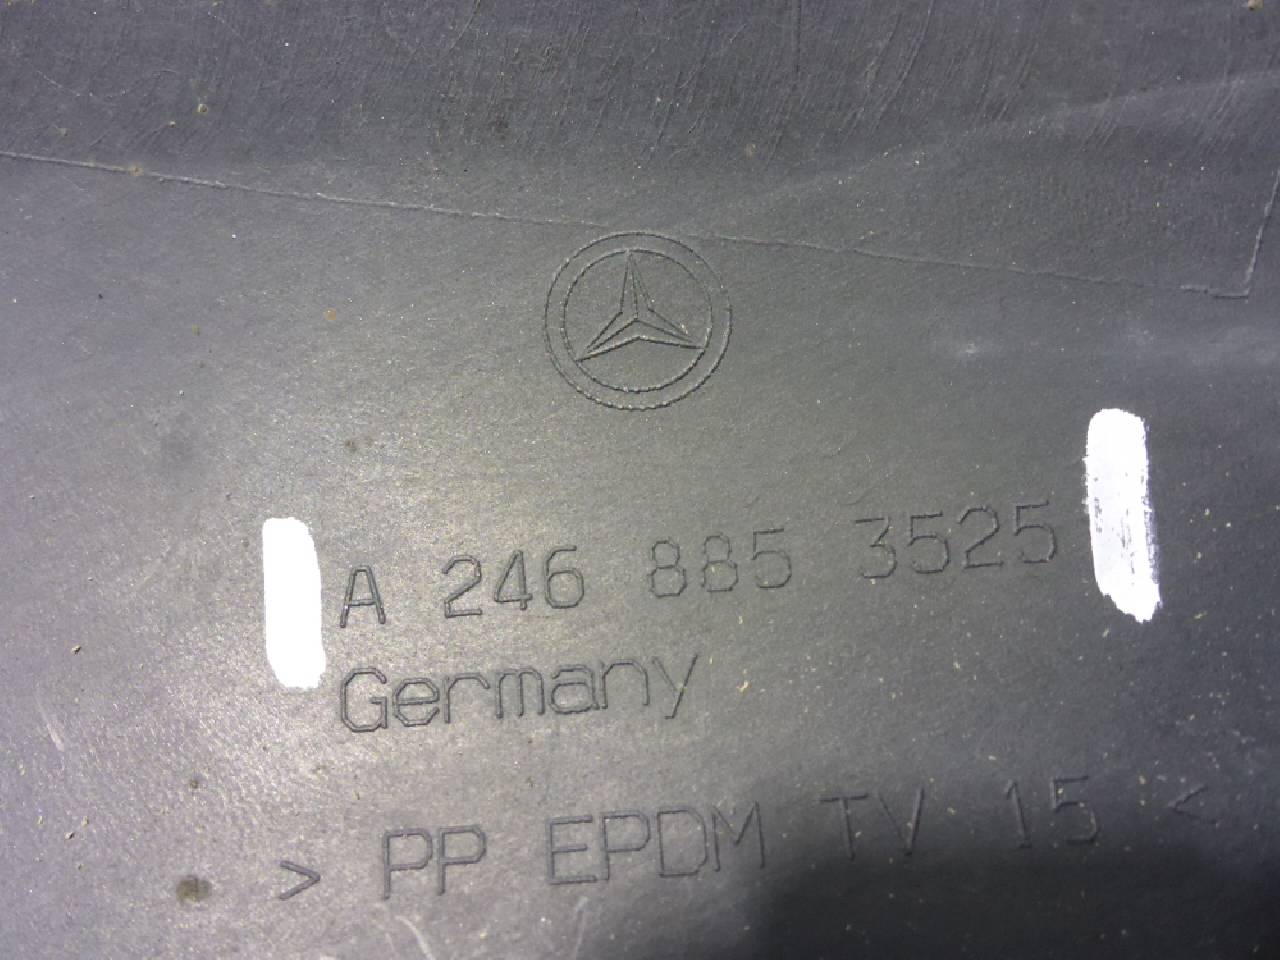 A 246 885 3525
Germany
> PP EPDM TV 15 <